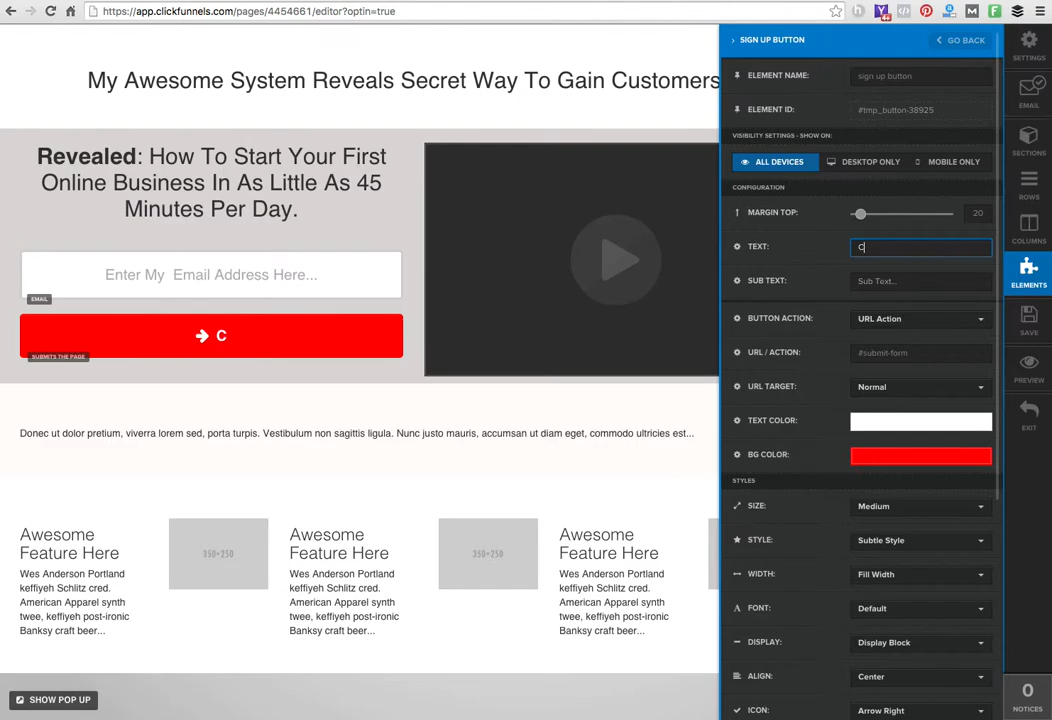 https://app.clickfunnels.com/pages/4454661/editor?optin=true
My Awesome System Reveals Secret Way To Gain Customers
Revealed: How To Start Your First
Online Business In As Little As 45
Minutes Per Day.
Enter My Email Address Here...
EMAIL
C
SUBMITS THE PAGE
Donec ut dolor pretium, viverra lorem sed, porta turpis. Vestibulum non sagittis ligula. Nunc justo mauris, accumsan ut diam eget, commodo ultricies est...
Awesome
Feature Here
Wes Anderson Portland
keffiyeh Schlitz cred.
American Apparel synth
twee, keffiyeh post-ironic
Banksy craft beer...
350×250
Awesome
Feature Here
Wes Anderson Portland
keffiyeh Schlitz cred.
American Apparel synth
twee, keffiyeh post-ironic
Banksy craft beer...
350×250
Awesome
Feature Here
Wes Anderson Portland
keffiyeh Schlitz cred.
American Apparel synth
twee, keffiyeh post-ironic
Banksy craft beer...
SHOW POP UP
SIGN UP BUTTON
GO BACK
ELEMENT NAME: sign up button
ELEMENT ID: #tmp_button-38925
VISIBILITY SETTINGS - SHOW ON:
ALL DEVICES DESKTOP ONLY MOBILE ONLY
CONFIGURATION
MARGIN TOP: 20
TEXT: C
SUB TEXT: Sub Text...
BUTTON ACTION: URL Action
URL / ACTION: #submit-form
URL TARGET: Normal
TEXT COLOR:
BG COLOR:
STYLES
SIZE: Medium
STYLE: Subtle Style
WIDTH: Fill Width
FONT: Default
DISPLAY: Display Block
ALIGN: Center
ICON: Arrow Right
SETTINGS
EMAIL
SECTIONS
ROWS
COLUMNS
ELEMENTS
SAVE
PREVIEW
EXIT
0
NOTICES